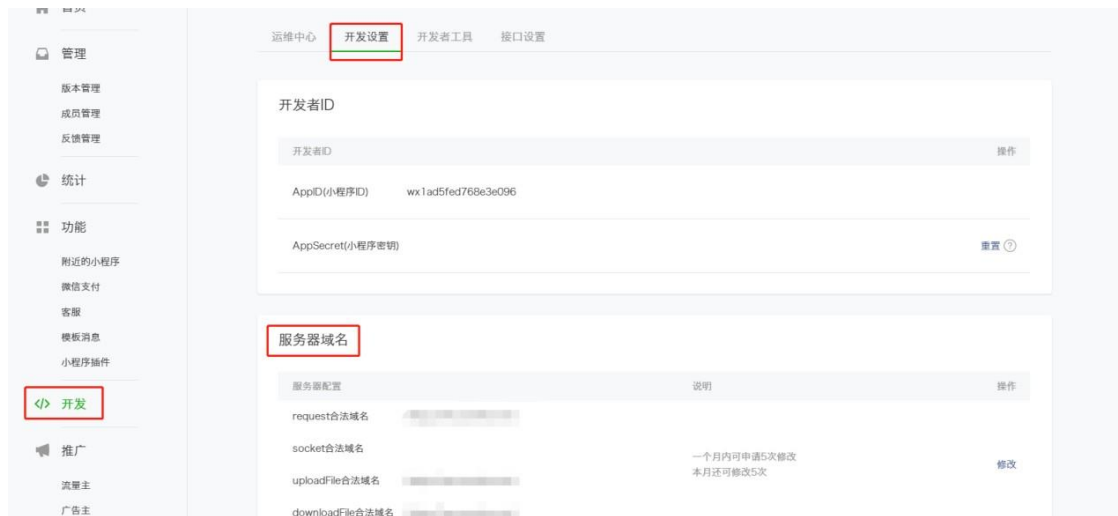 首页
管理
版本管理
成员管理
反馈管理
统计
功能
附近的小程序
微信支付
客服
模板消息
小程序插件
</> 开发
推广
流量主
广告主
运维中心 开发设置 开发者工具 接口设置
开发者ID
开发者ID 操作
AppID(小程序ID) wx1ad5fed768e3e096
AppSecret(小程序密钥) 重置 ?
服务器域名
服务器配置 说明 操作
request合法域名
socket合法域名
一个月内可申请5次修改
本月还可修改5次
修改
uploadFile合法域名
downloadFile合法域名